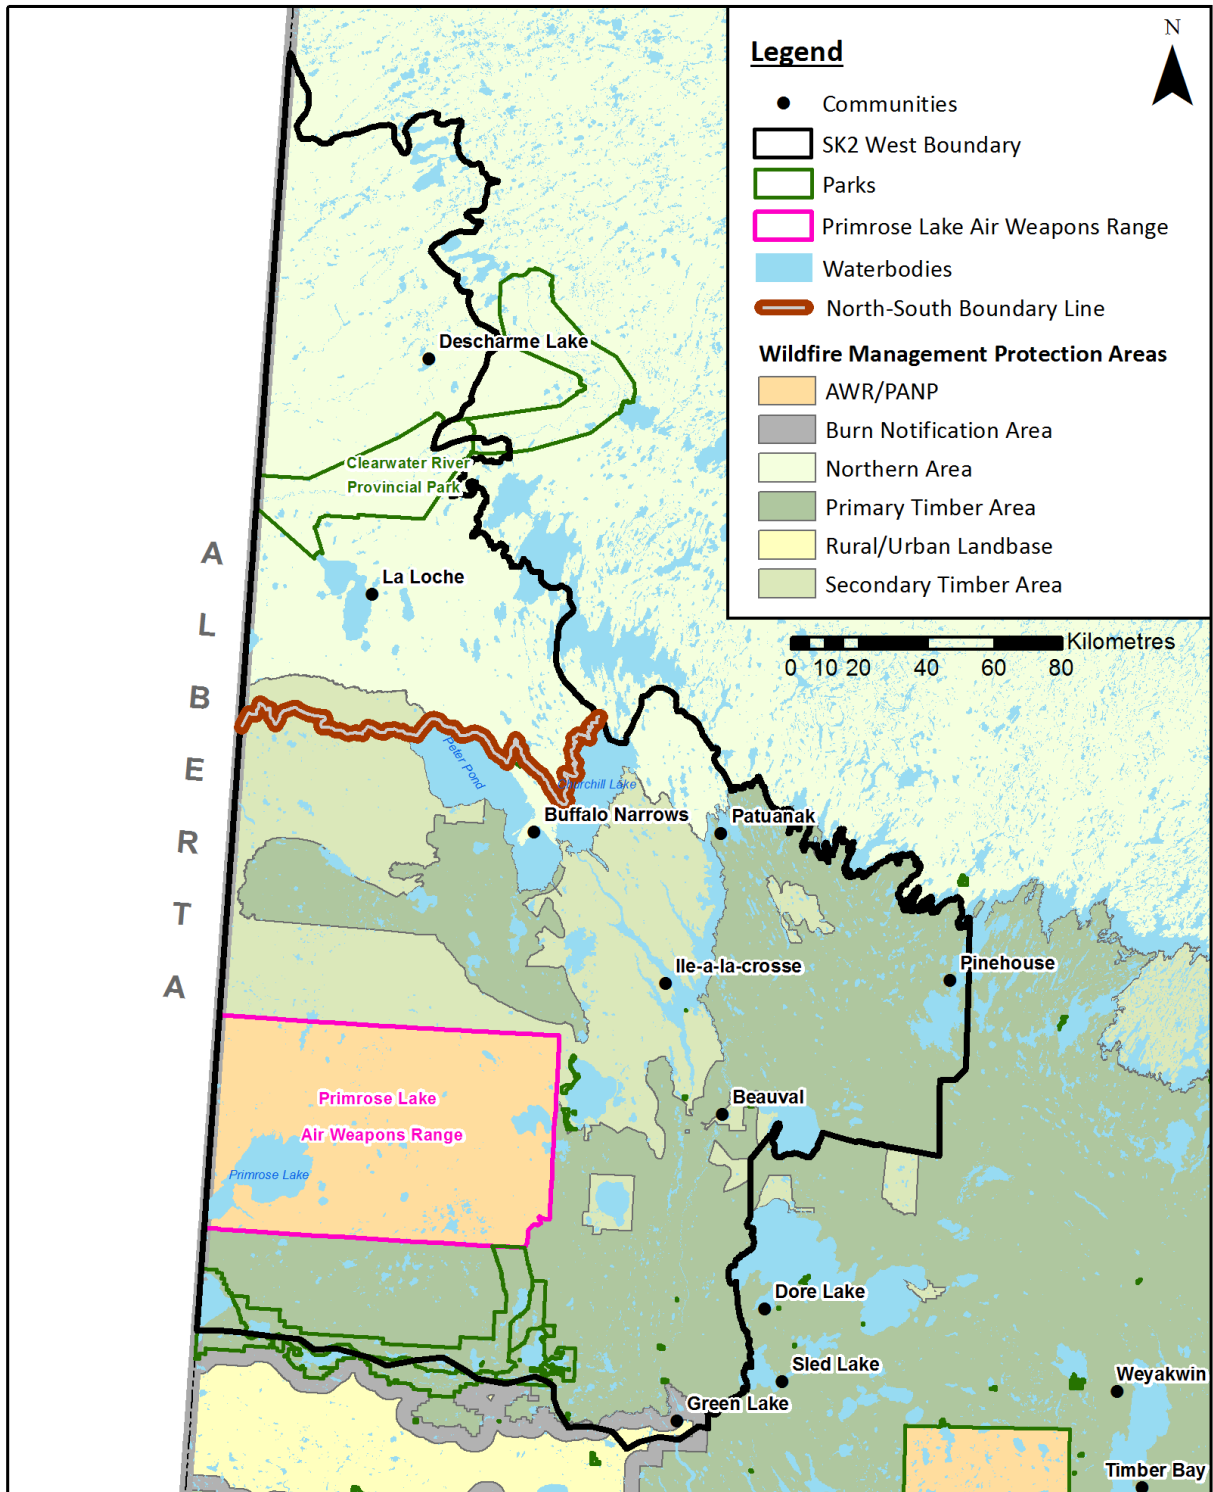 N
Legend
Communities
SK2 West Boundary
Parks
Primrose Lake Air Weapons Range
Waterbodies
North-South Boundary Line
Wildfire Management Protection Areas
AWR/PANP
Burn Notification Area
Northern Area
Primary Timber Area
Rural/Urban Landbase
Secondary Timber Area
Kilometres
0 10 20 40 60 80
Descharme Lake
Clearwater River
Provincial Park
La Loche
A
L
B
E
R
T
A
Peter Pond
Churchill Lake
Buffalo Narrows
Patuanak
Ile-a-la-crosse
Pinehouse
Primrose Lake
Air Weapons Range
Primrose Lake
Beauval
Dore Lake
Sled Lake
Weyakwin
Green Lake
Timber Bay